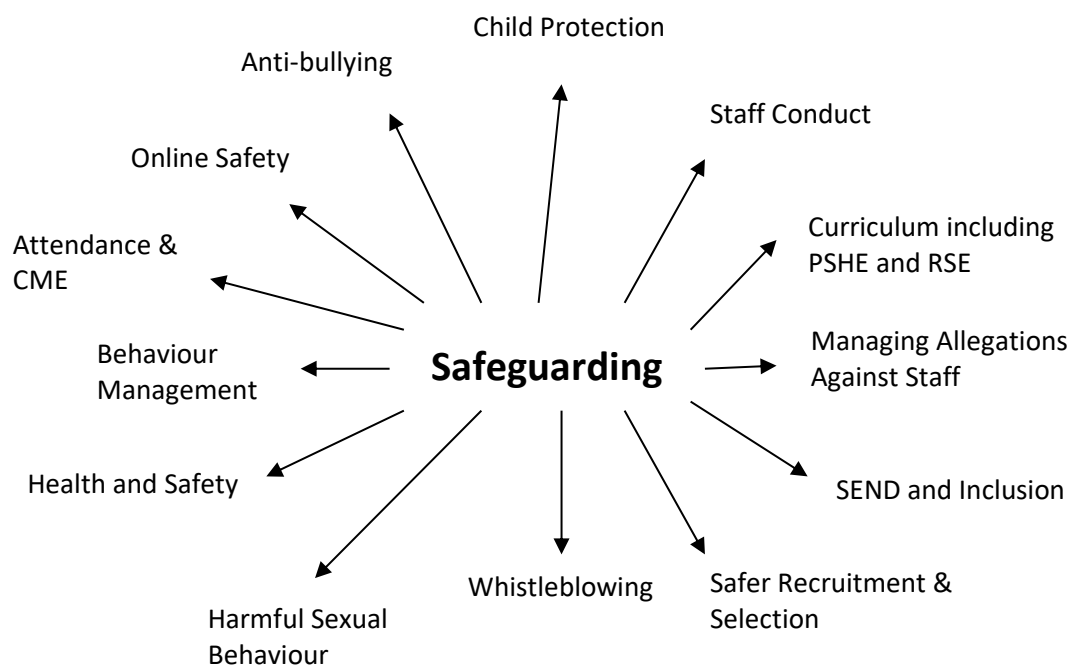 Child Protection
Anti-bullying
Staff Conduct
Online Safety
Curriculum including
PSHE and RSE
Attendance &
CME
Managing Allegations
Against Staff
Behaviour
Management
Safeguarding
Health and Safety
SEND and Inclusion
Whistleblowing
Safer Recruitment &
Selection
Harmful Sexual
Behaviour